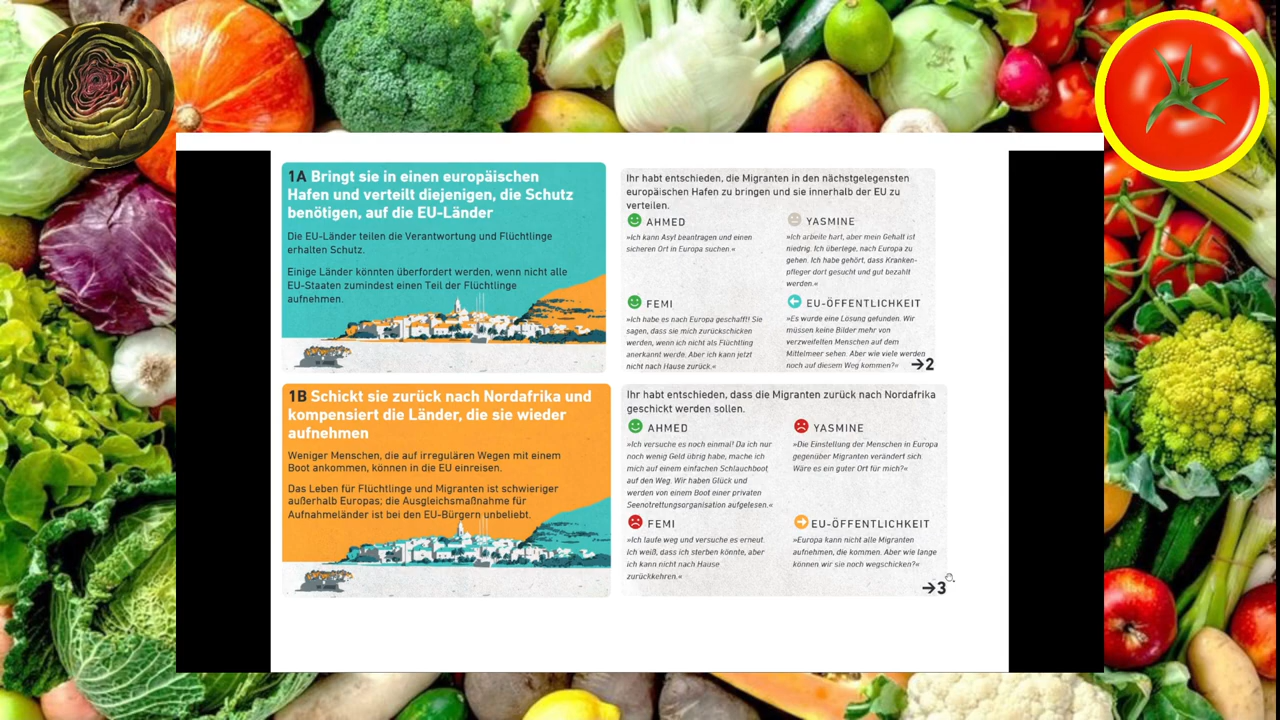 1A Bringt sie in einen europäischen
Hafen und verteilt diejenigen, die Schutz
benötigen, auf die EU-Länder
Die EU-Länder teilen die Verantwortung und Flüchtlinge
erhalten Schutz.
Einige Länder könnten überfordert werden, wenn nicht alle
EU-Staaten zumindest einen Teil der Flüchtlinge
aufnehmen.
Ihr habt entschieden, die Migranten in den nächstgelegensten
europäischen Hafen zu bringen und sie innerhalb der EU zu
verteilen.
AHMED
»Ich kann Asyl beantragen und einen
sicheren Ort in Europa suchen.«
YASMINE
»Ich arbeite hart, aber mein Gehalt ist
niedrig. Ich überlege, nach Europa zu
gehen. Ich habe gehört, dass Kranken-
pfleger dort gesucht und gut bezahlt
werden.«
FEMI
»Ich habe es nach Europa geschafft! Sie
sagen, dass sie mich zurückschicken
werden, wenn ich nicht als Flüchtling
anerkannt werde. Aber ich kann jetzt
nicht nach Hause zurück.«
EU-ÖFFENTLICHKEIT
»Es wurde eine Lösung gefunden. Wir
müssen keine Bilder mehr von
verzweifelten Menschen auf dem
Mittelmeer sehen. Aber wie viele werden
noch auf diesem Weg kommen?«
→2
1B Schickt sie zurück nach Nordafrika und
kompensiert die Länder, die sie wieder
aufnehmen
Weniger Menschen, die auf irregulären Wegen mit einem
Boot ankommen, können in die EU einreisen.
Das Leben für Flüchtlinge und Migranten ist schwieriger
außerhalb Europas; die Ausgleichsmaßnahme für
Aufnahmeländer ist bei den EU-Bürgern unbeliebt.
Ihr habt entschieden, dass die Migranten zurück nach Nordafrika
geschickt werden sollen.
AHMED
»Ich versuche es noch einmal! Da ich nur
noch wenig Geld übrig habe, mache ich
mich auf einem einfachen Schlauchboot
auf den Weg. Wir haben Glück und
werden von einem Boot einer privaten
Seenotrettungsorganisation aufgelesen.«
YASMINE
»Die Einstellung der Menschen in Europa
gegenüber Migranten verändert sich.
Wäre es ein guter Ort für mich?«
FEMI
»Ich laufe weg und versuche es erneut.
Ich weiß, dass ich sterben könnte, aber
ich kann nicht nach Hause
zurückkehren.«
EU-ÖFFENTLICHKEIT
»Europa kann nicht alle Migranten
aufnehmen, die kommen. Aber wie lange
können wir sie noch wegschicken?«
→3